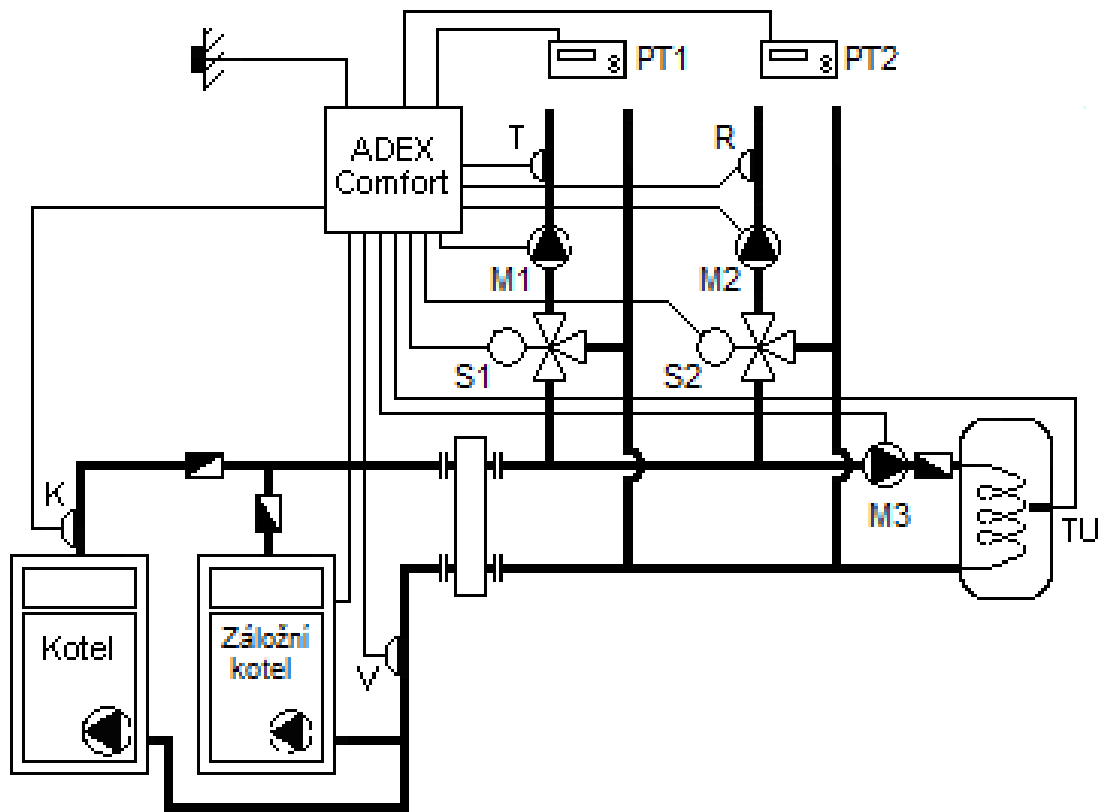 PT1
PT2
ADEX
Comfort
T
R
M1
M2
S1
S2
K
M3
TU
Kotel
Záložní
kotel
V